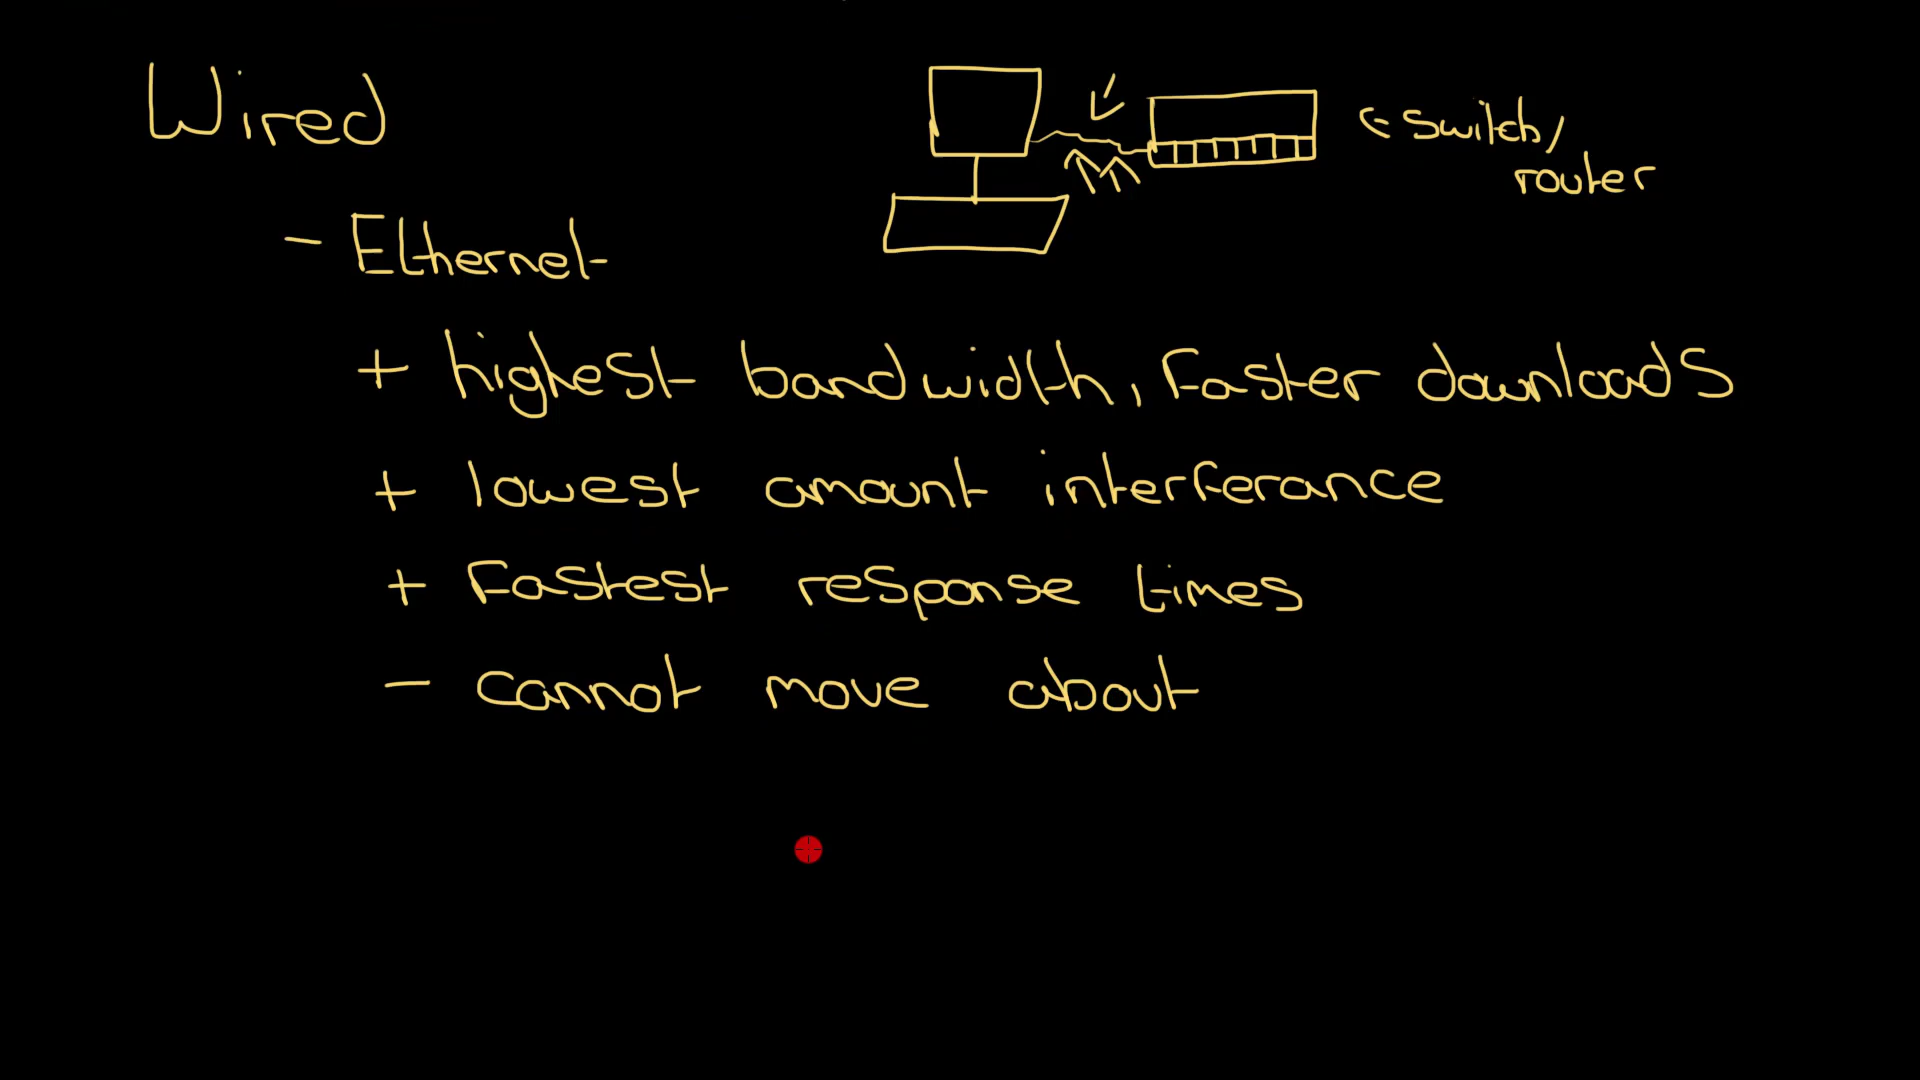 Wired
← switch/
router
- Ethernet
+ highest bandwidth, Faster downloads
+ lowest amount interferance
+ Fastest response times
- cannot move about